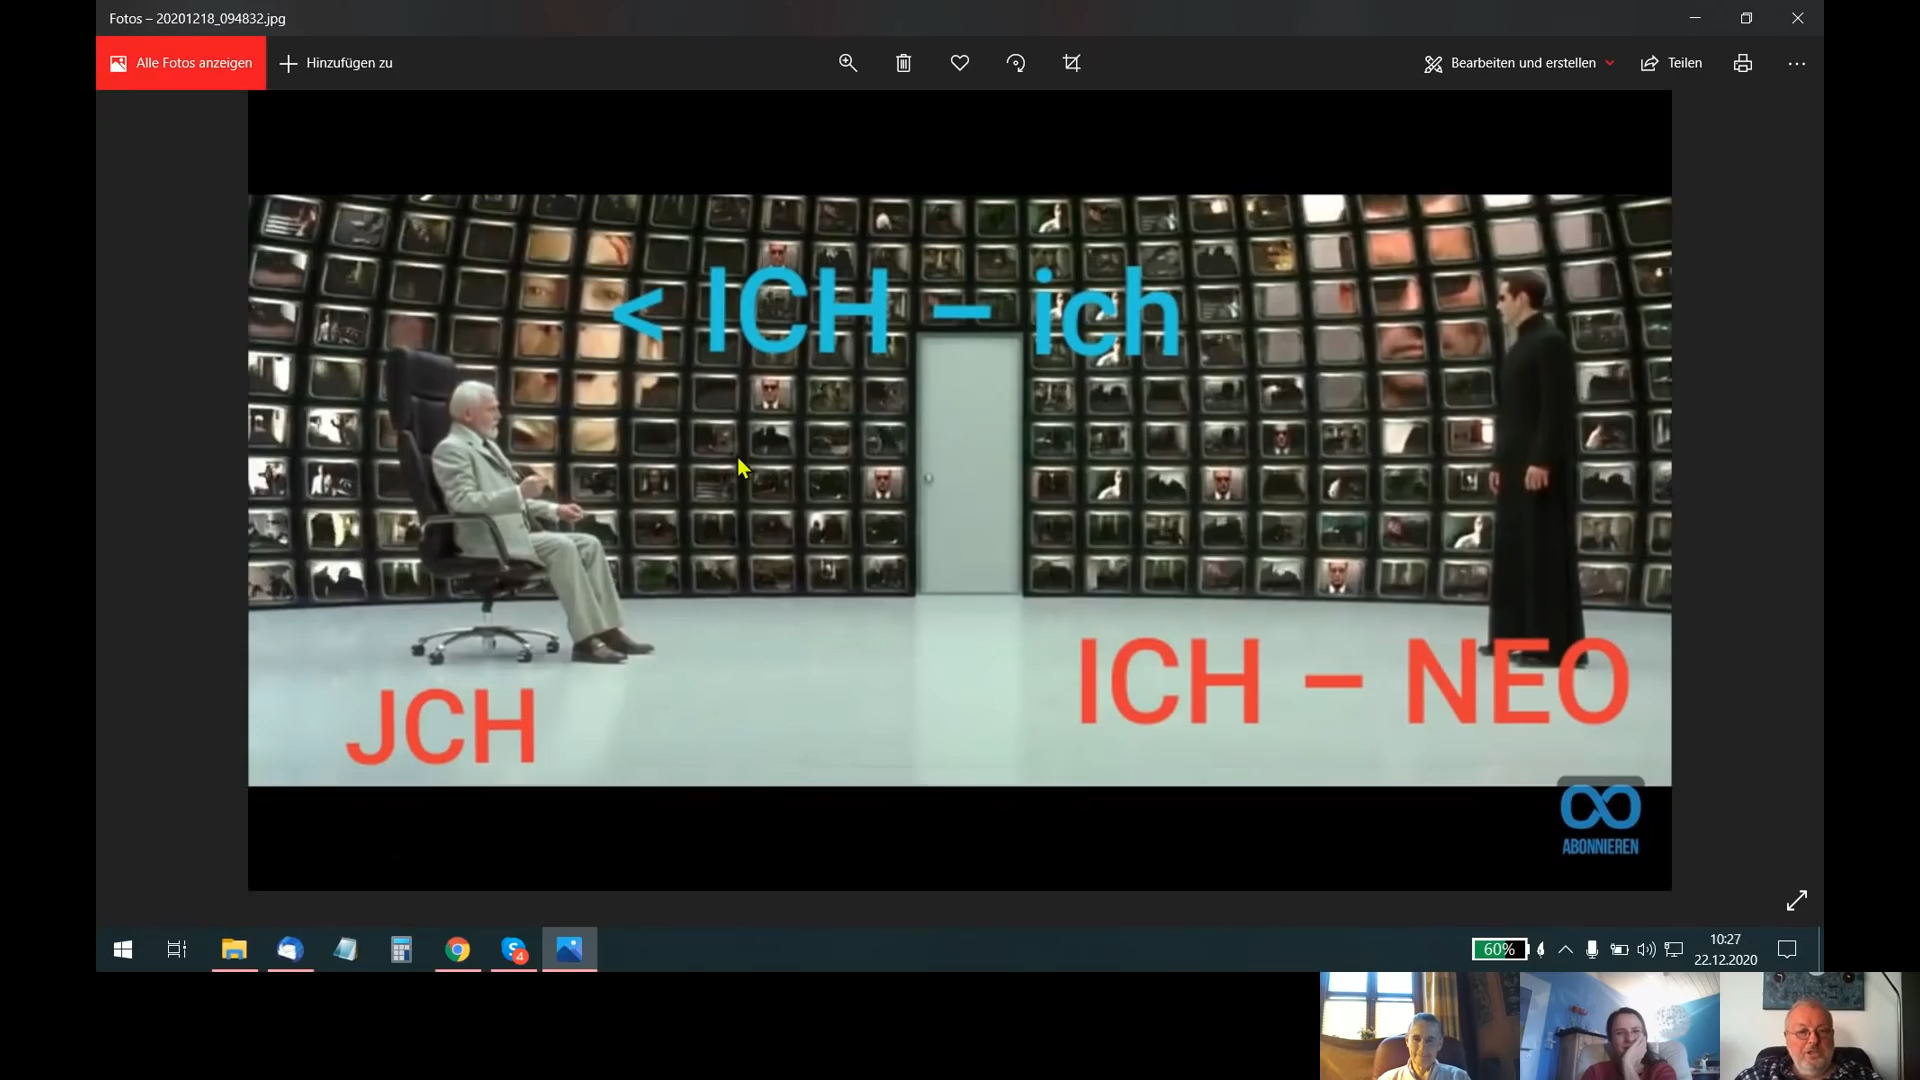 Fotos – 20201218_094832.jpg
Alle Fotos anzeigen
Hinzufügen zu
Bearbeiten und erstellen
Teilen
< ICH – ich
ICH – NEO
JCH
ABONNIEREN
4
60%
10:27
22.12.2020